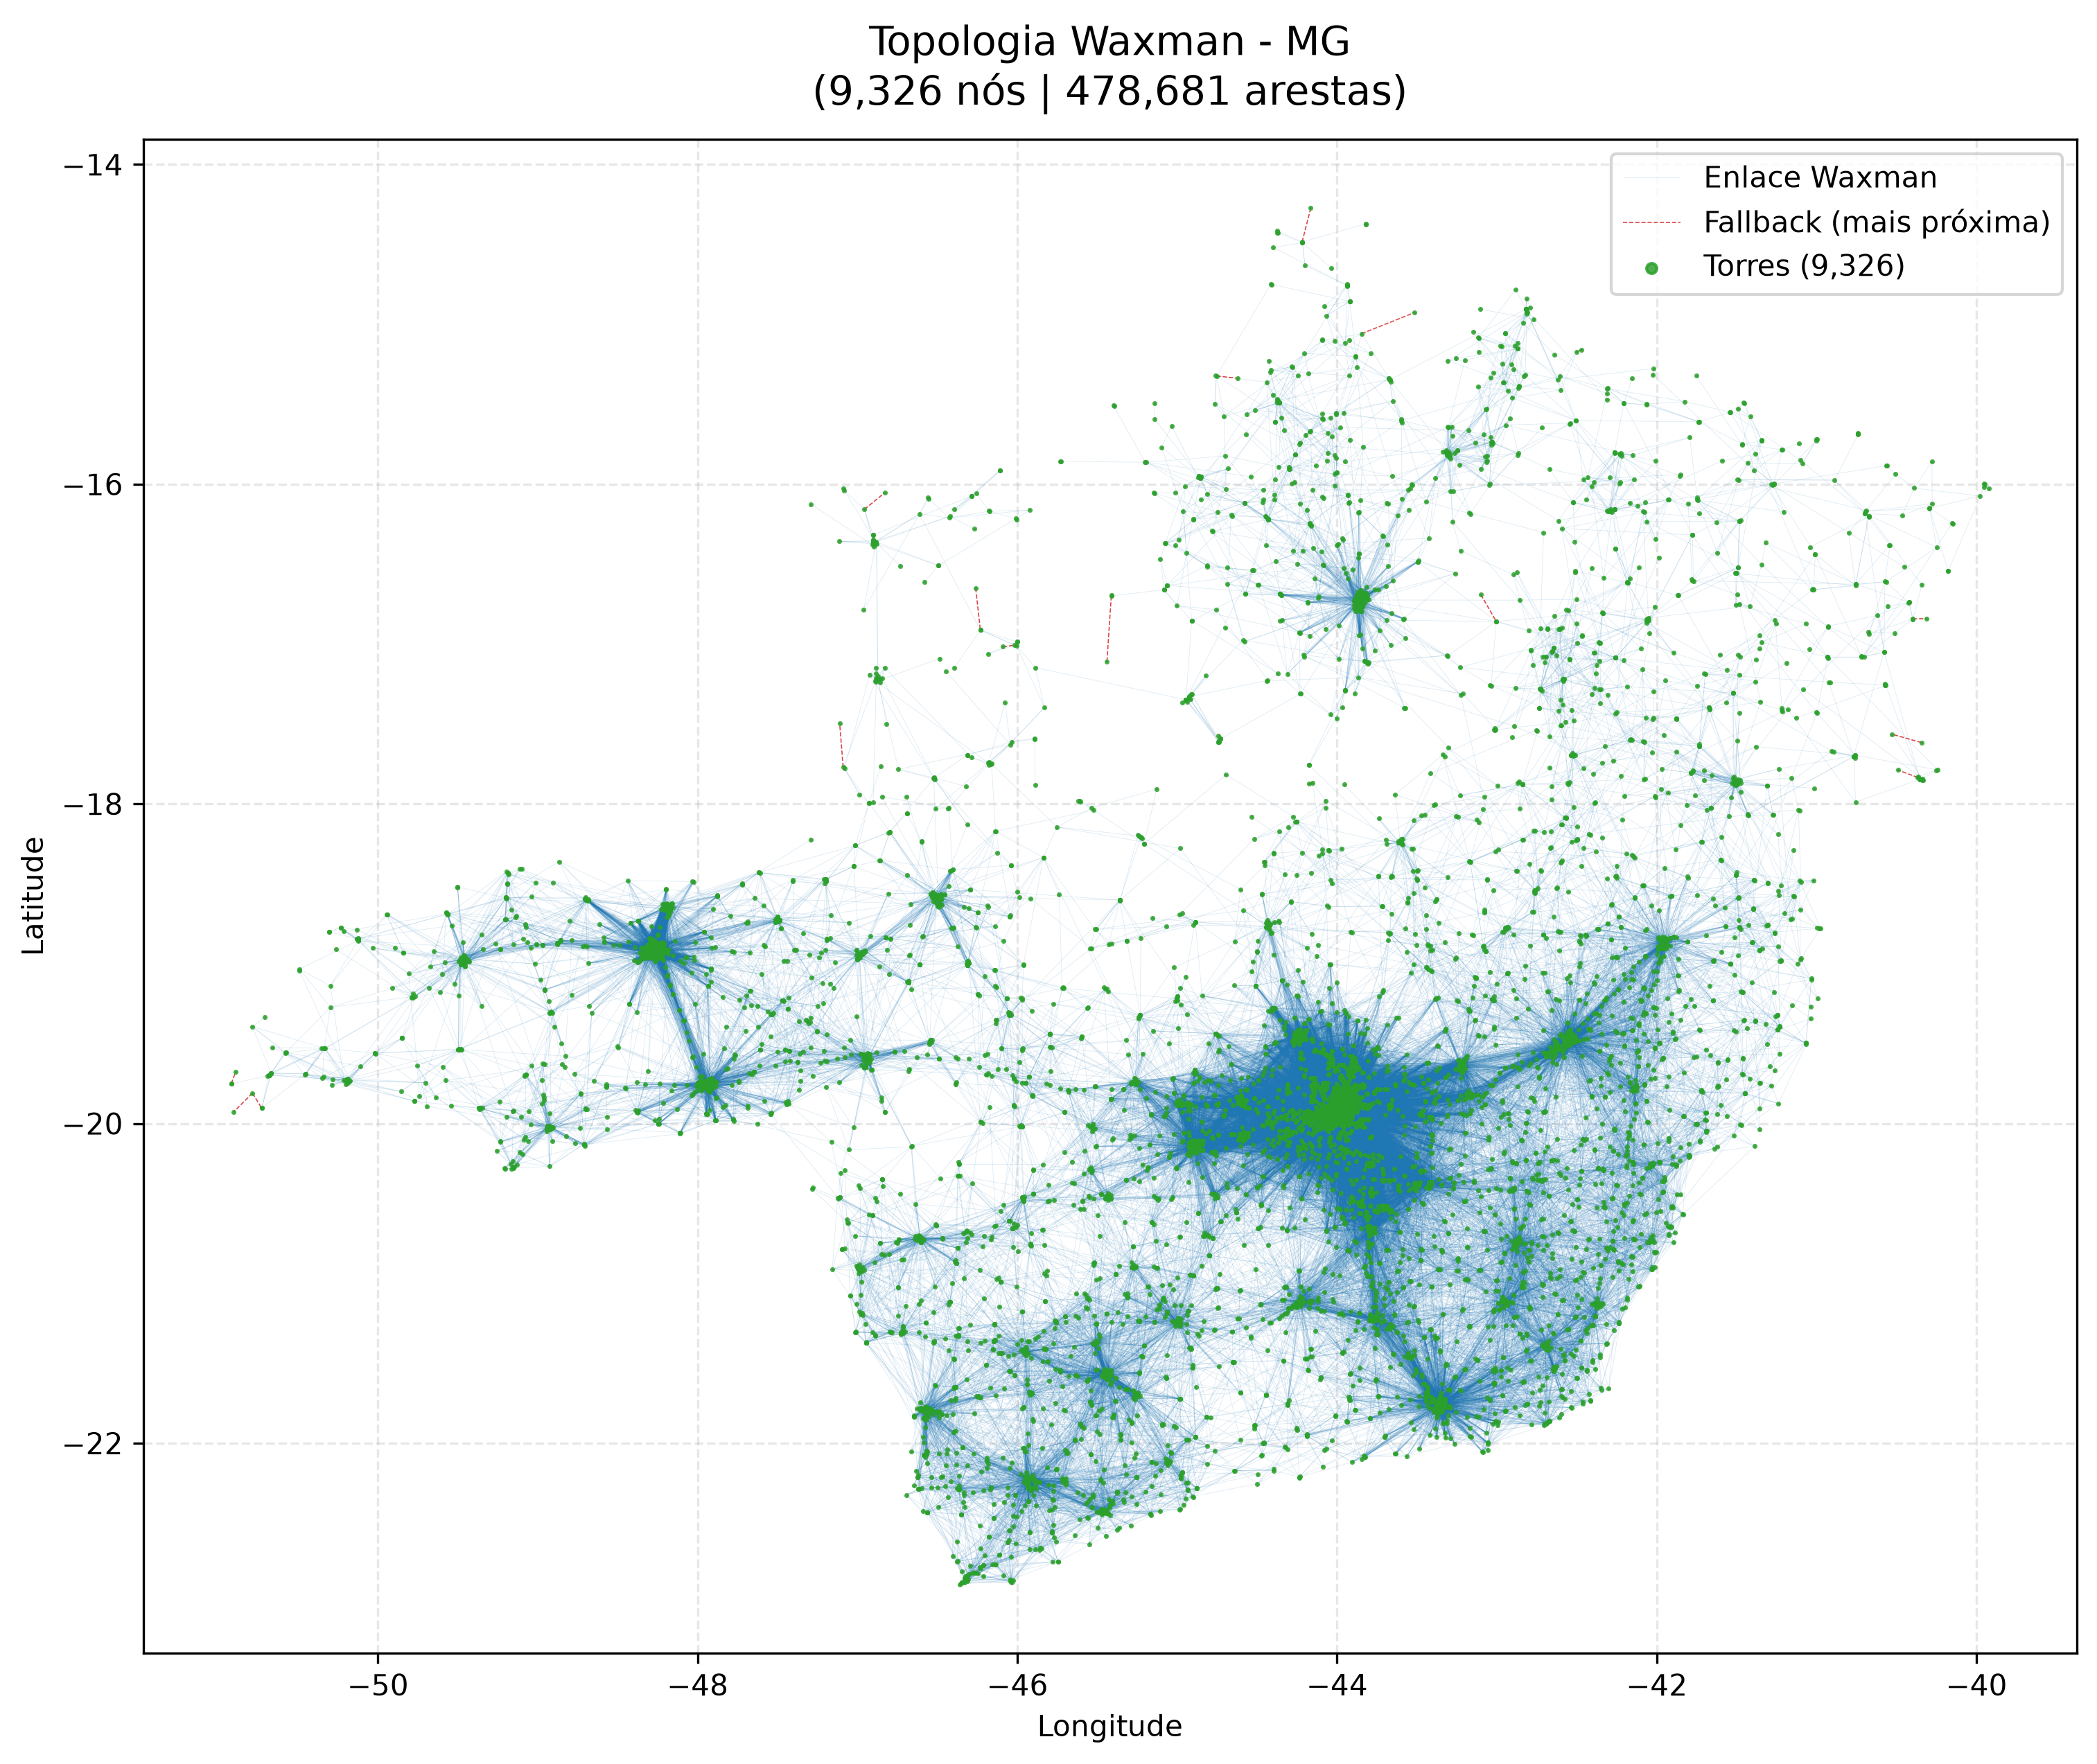 Topologia Waxman - MG
(9,326 nós | 478,681 arestas)
Enlace Waxman
Fallback (mais próxima)
Torres (9,326)
Latitude
−14
−16
−18
−20
−22
−50
−48
−46
−44
−42
−40
Longitude